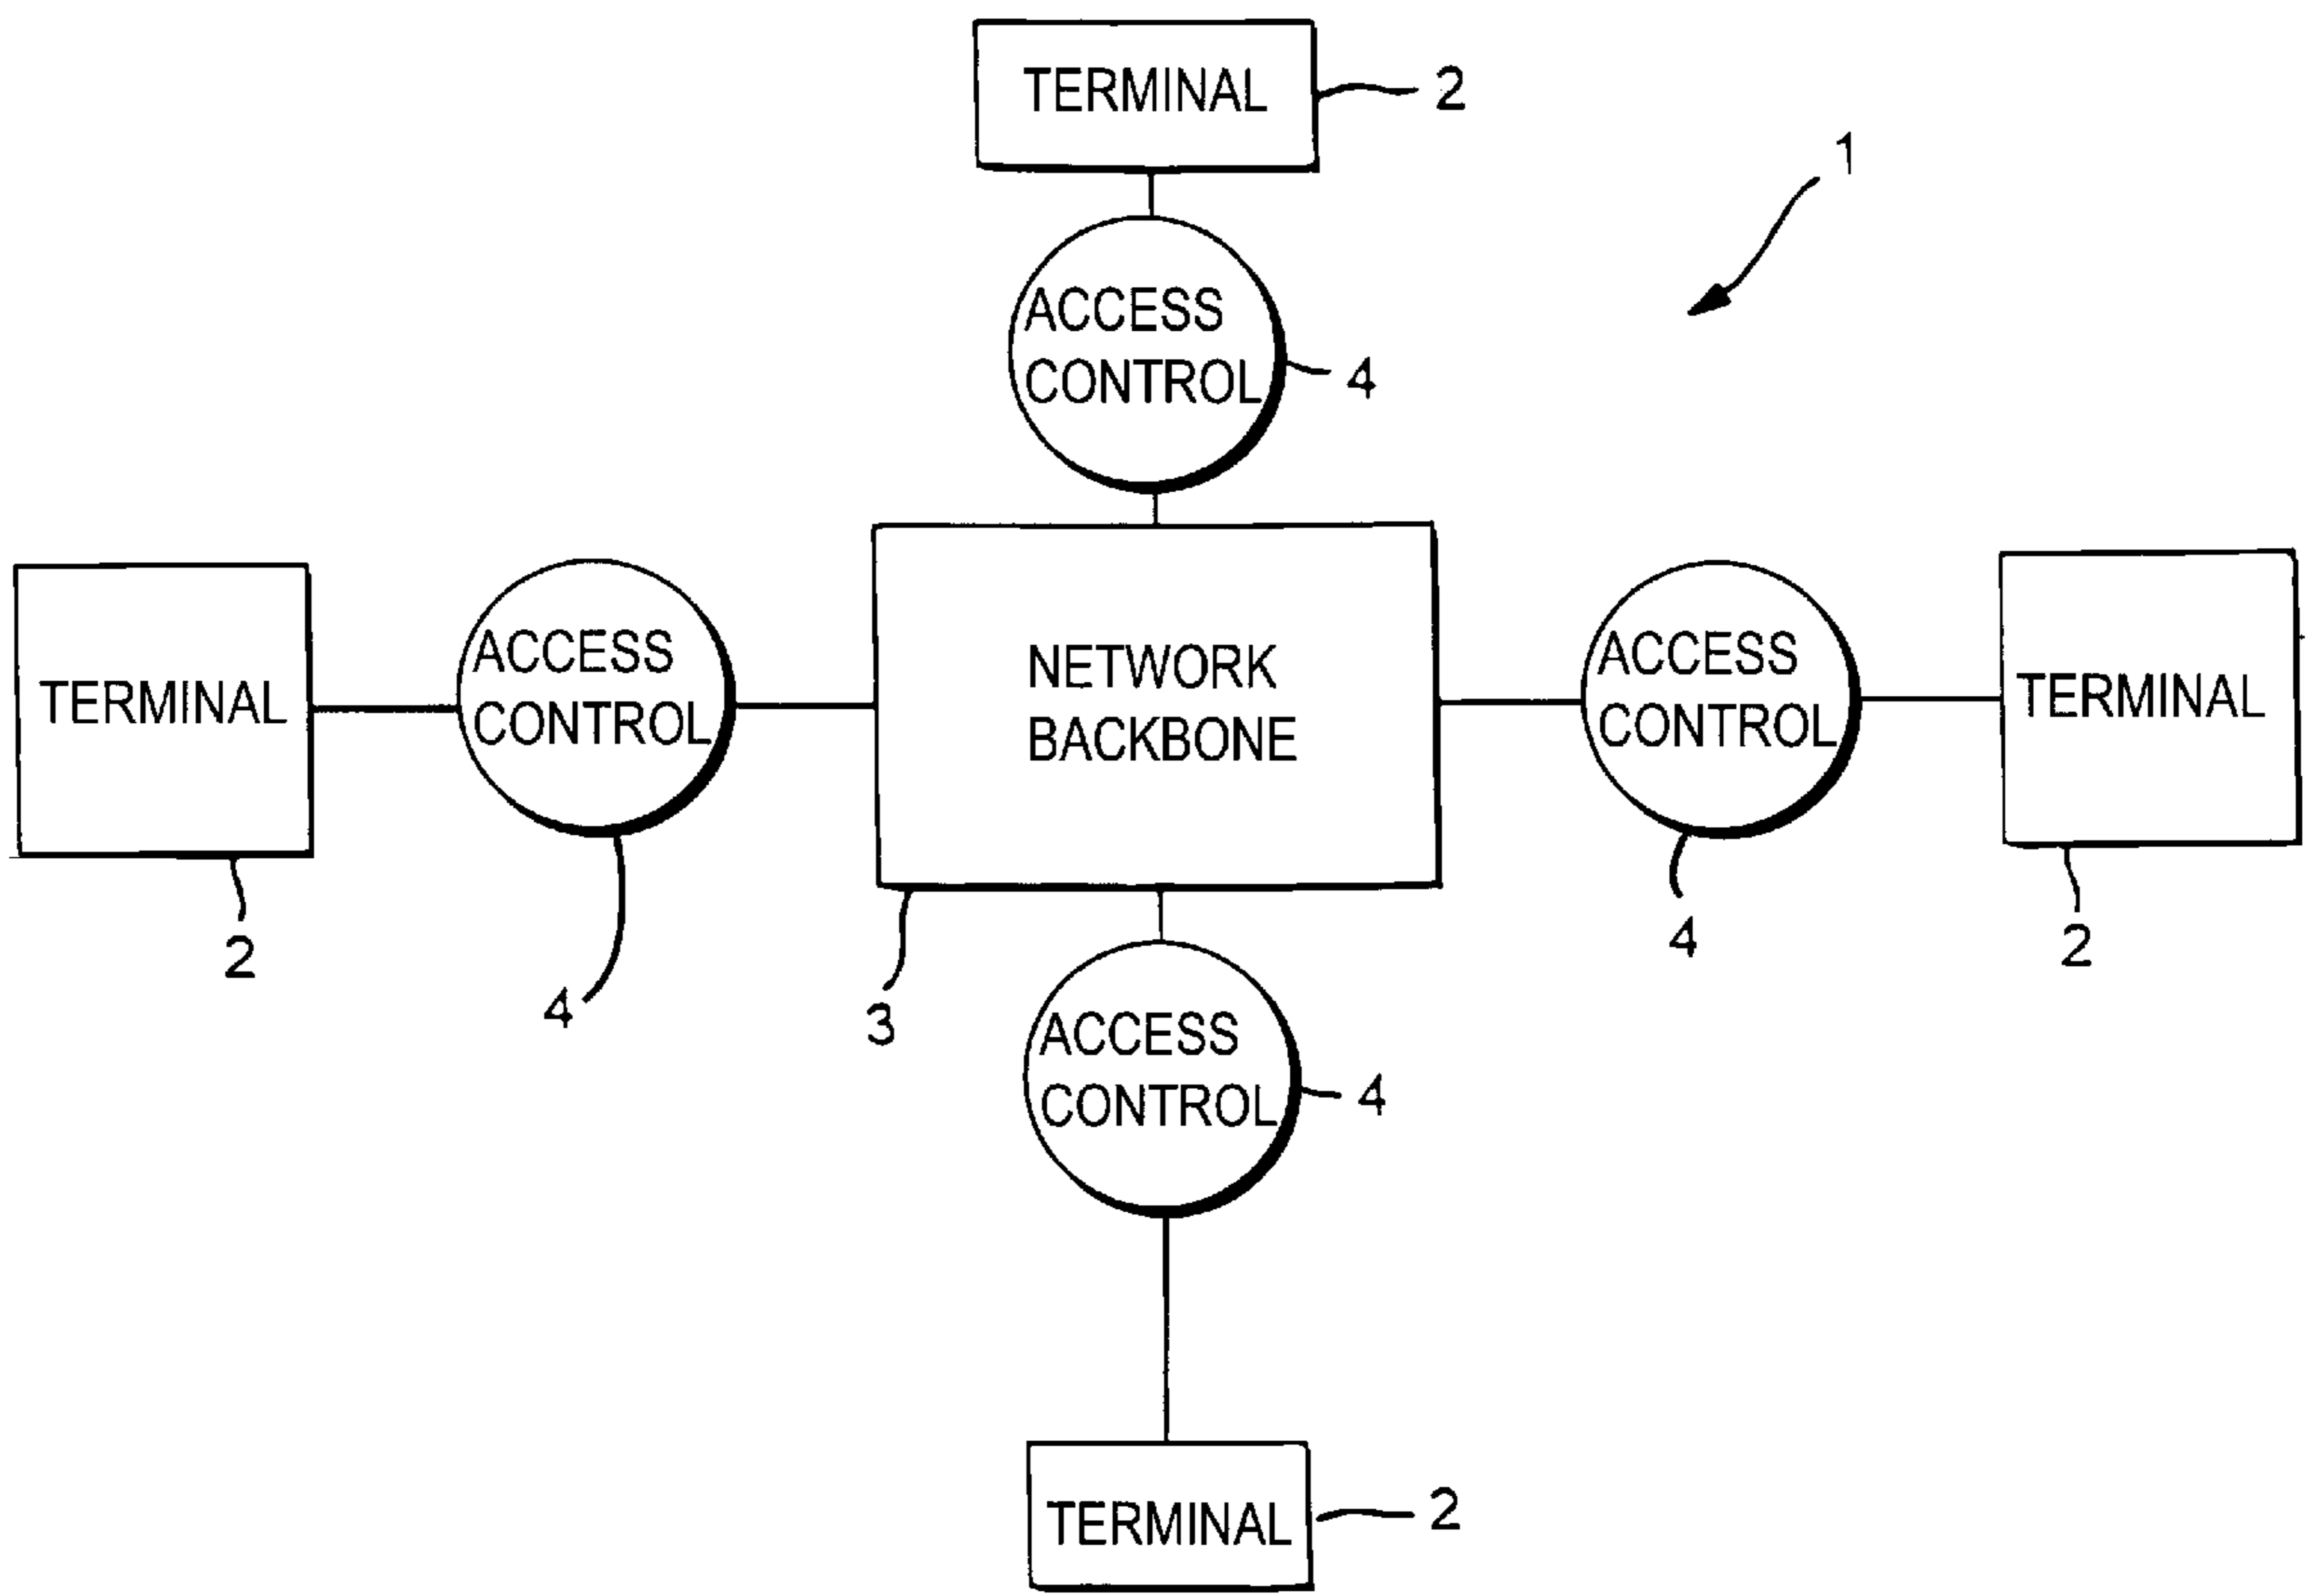 TERMINAL
2
1
ACCESS
CONTROL
4
TERMINAL
2
ACCESS
CONTROL
4
NETWORK
BACKBONE
3
ACCESS
CONTROL
4
TERMINAL
2
ACCESS
CONTROL
4
TERMINAL
2